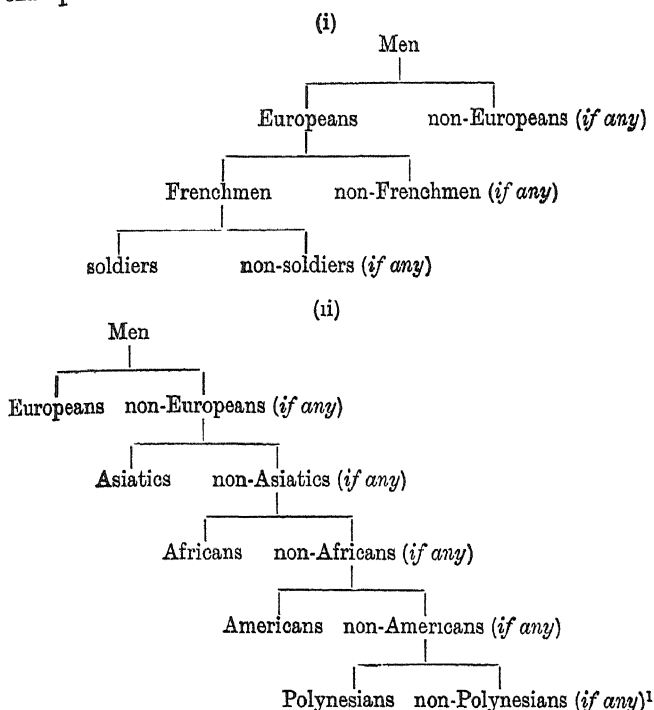 (i)
Men
Europeans non-Europeans (if any)
Frenchmen non-Frenchmen (if any)
soldiers non-soldiers (if any)
(ii)
Men
Europeans non-Europeans (if any)
Asiatics non-Asiatics (if any)
Africans non-Africans (if any)
Americans non-Americans (if any)
Polynesians non-Polynesians (if any)¹